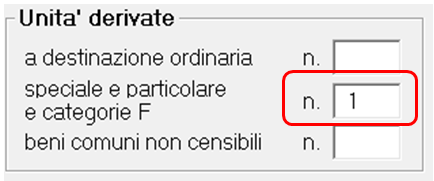 Unita' derivate
a destinazione ordinaria n.
speciale e particolare
e categorie F n. 1
beni comuni non censibili n.